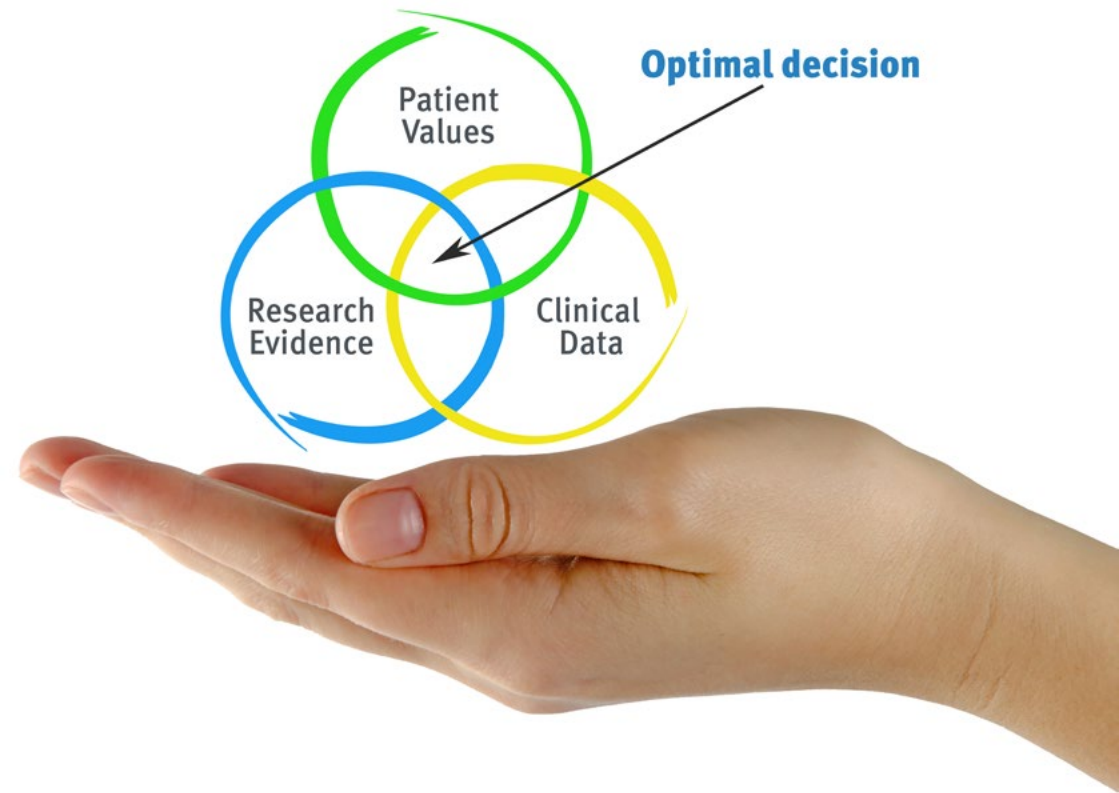 Optimal decision
Patient
Values
Research
Evidence
Clinical
Data